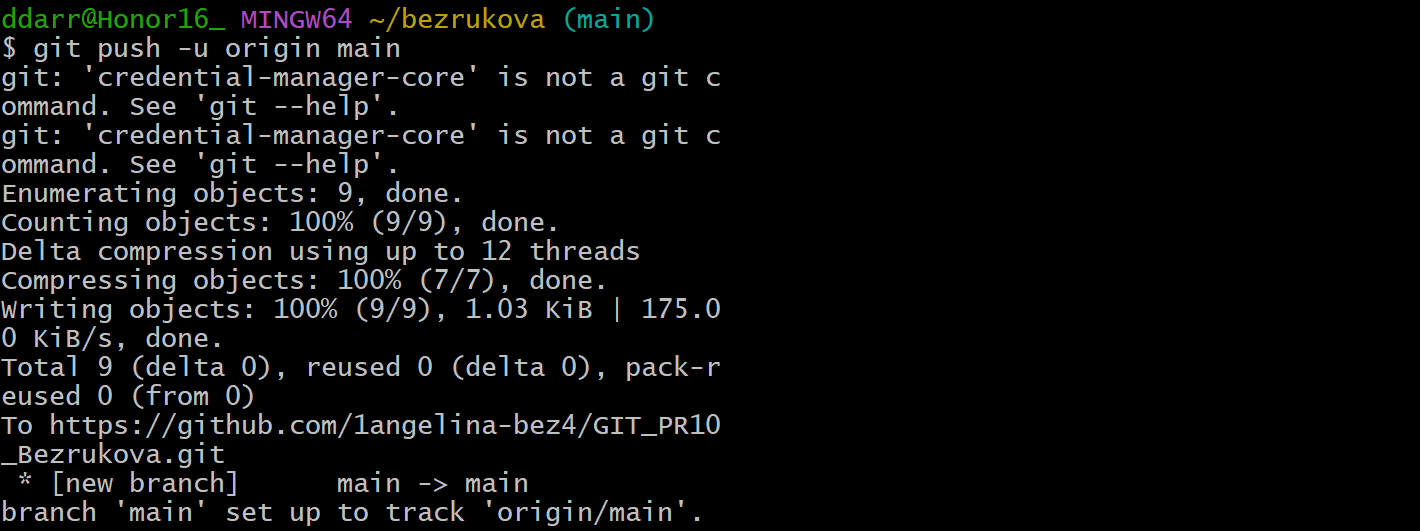 ddarr@Honor16_ MINGW64 ~/bezrukova (main)
$ git push -u origin main
git: 'credential-manager-core' is not a git c
ommand. See 'git --help'.
git: 'credential-manager-core' is not a git c
ommand. See 'git --help'.
Enumerating objects: 9, done.
Counting objects: 100% (9/9), done.
Delta compression using up to 12 threads
Compressing objects: 100% (7/7), done.
Writing objects: 100% (9/9), 1.03 KiB | 175.0
0 KiB/s, done.
Total 9 (delta 0), reused 0 (delta 0), pack-r
eused 0 (from 0)
To https://github.com/1angelina-bez4/GIT_PR10
_Bezrukova.git
 * [new branch]      main -> main
branch 'main' set up to track 'origin/main'.